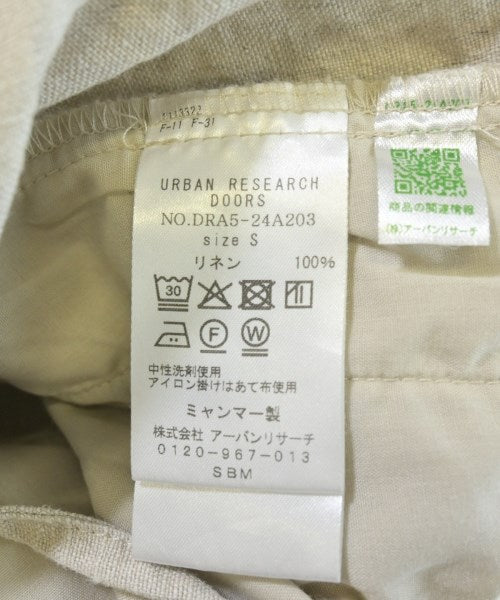 F-11 F-31
URBAN RESEARCH
DOORS
NO.DRA5-24A203
size S
リネン 100%
30
F W
中性洗剤使用
アイロン掛けはあて布使用
ミャンマー製
株式会社 アーバンリサーチ
0120-967-013
SBM
商品の関連情報
(株)アーバンリサーチ